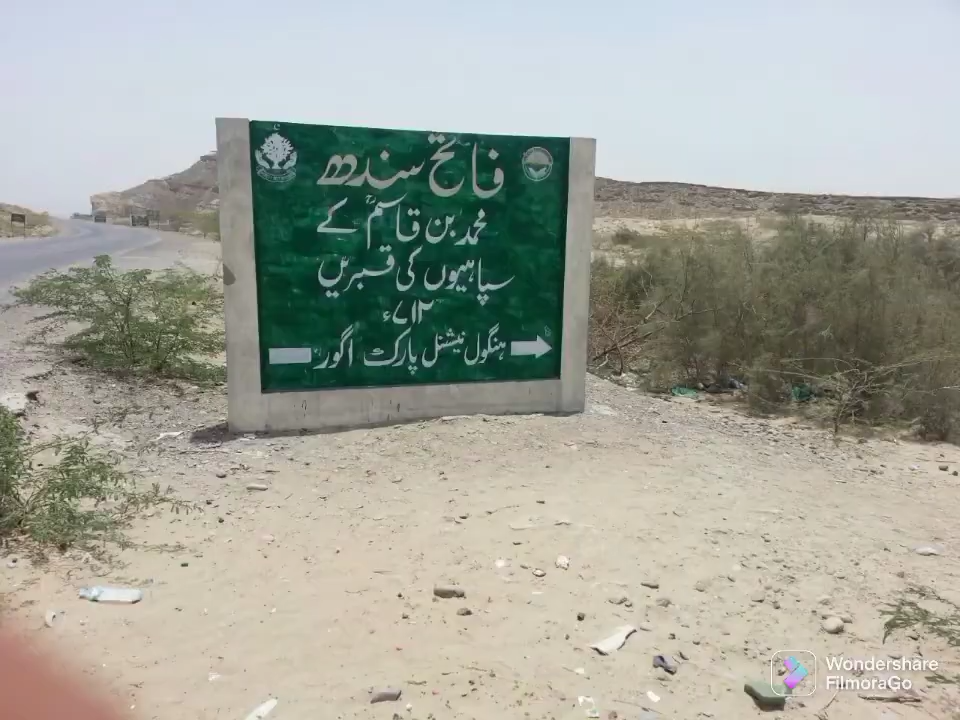 فاتح سندھ
محمد بن قاسمؒ کے
سپاہیوں کی قبریں
۷۱۲ء
ہنگول نیشنل پارک اگور
Wondershare
FilmoraGo